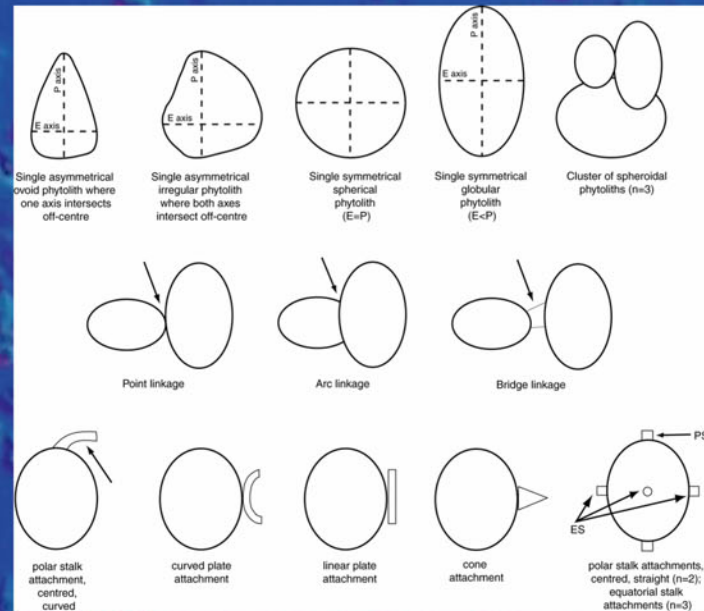 P axis
E axis
Single asymmetrical
ovoid phytolith where
one axis intersects
off-centre
P axis
E axis
Single asymmetrical
irregular phytolith
where both axes
intersect off-centre
Single symmetrical
spherical
phytolith
(E=P)
P axis
E axis
Single symmetrical
globular
phytolith
(E<P)
Cluster of spheroidal
phytoliths (n=3)
Point linkage
Arc linkage
Bridge linkage
polar stalk
attachment,
centred,
curved
curved plate
attachment
linear plate
attachment
cone
attachment
PS
ES
polar stalk attachments,
centred, straight (n=2);
equatorial stalk
attachments (n=3)